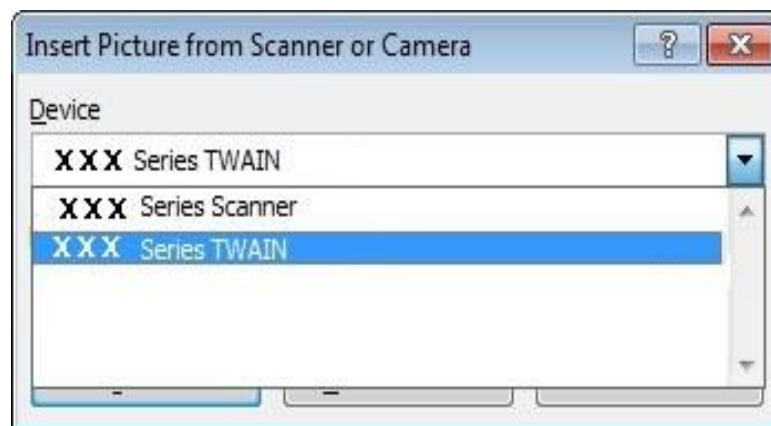 Insert Picture from Scanner or Camera
Device
XXX Series TWAIN
XXX Series Scanner
XXX Series TWAIN